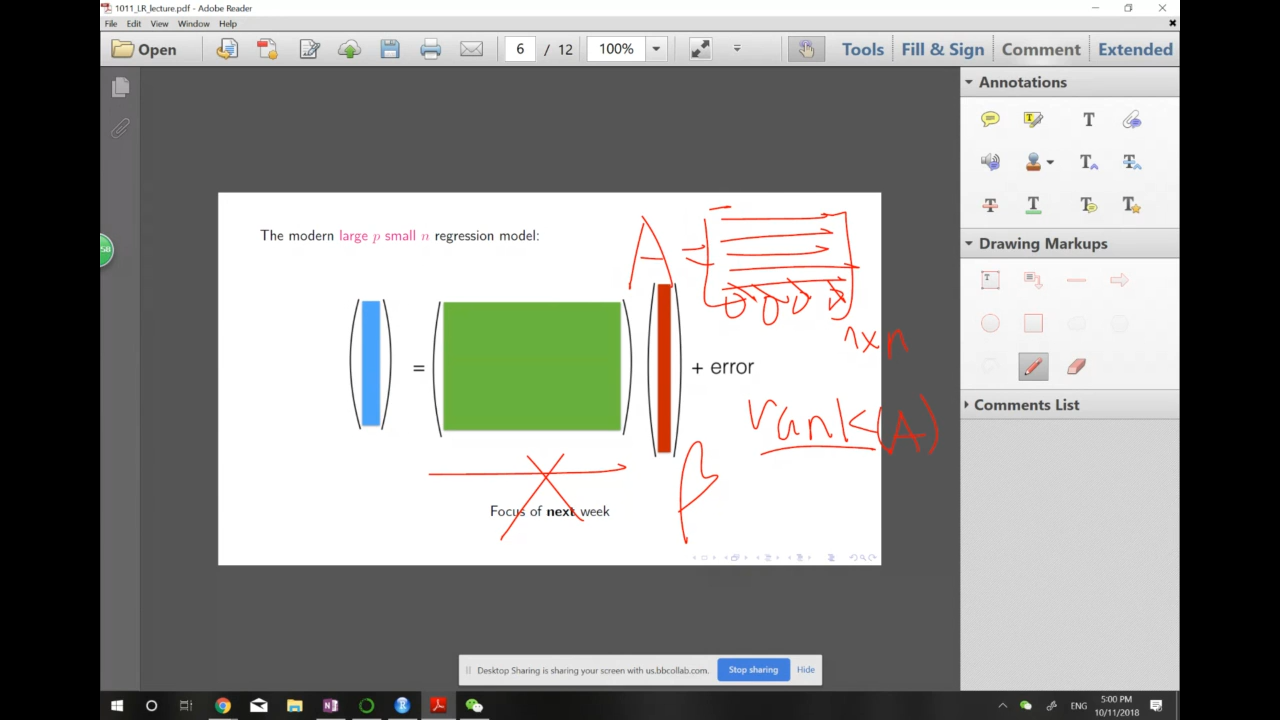 1011_LR_lecture.pdf - Adobe Reader
File Edit View Window Help
Open 6 / 12 100% Tools Fill & Sign Comment Extended
Annotations
Drawing Markups
Comments List
The modern large p small n regression model:
A =
n × n
= + error
rank(A)
β
Focus of next week
Desktop Sharing is sharing your screen with us.bbcollab.com. Stop sharing Hide
ENG
5:00 PM
10/11/2018